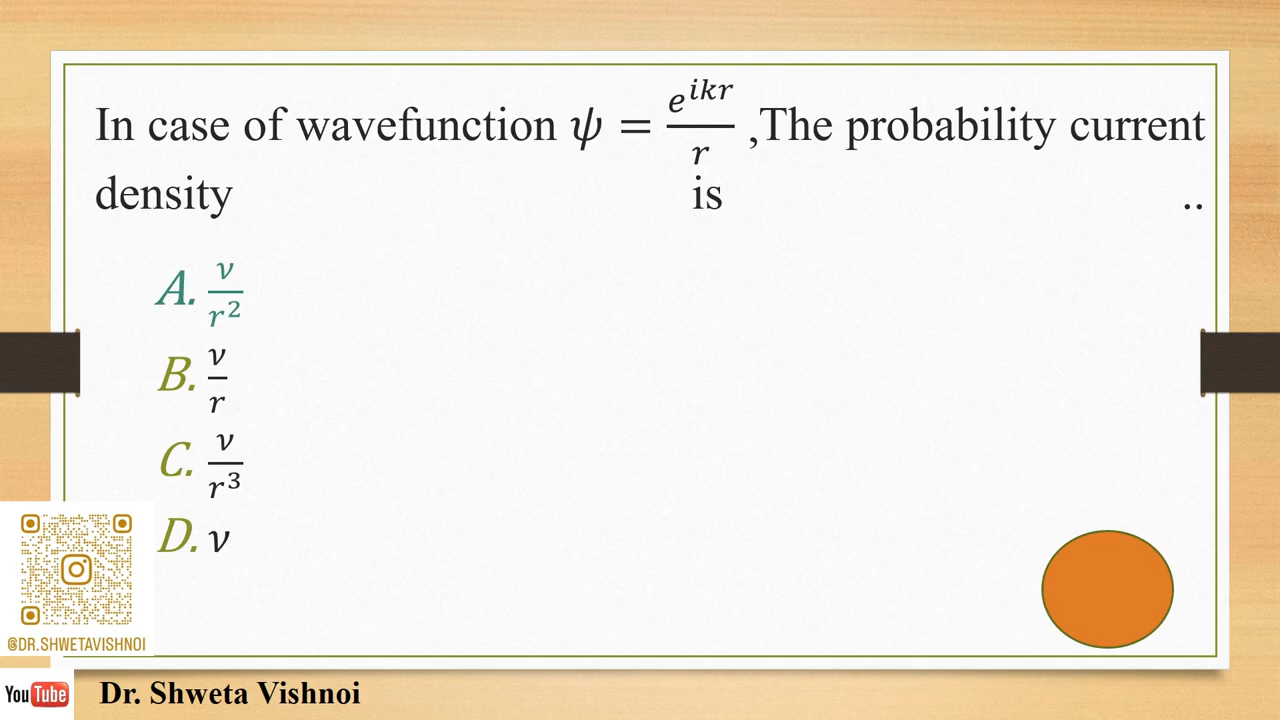 In case of wavefunction ψ = e^{ikr}/r ,The probability current
density is ..
A. ν/r²
B. ν/r
C. ν/r³
D. ν
@DR.SHWETAVISHNOI
YouTube Dr. Shweta Vishnoi